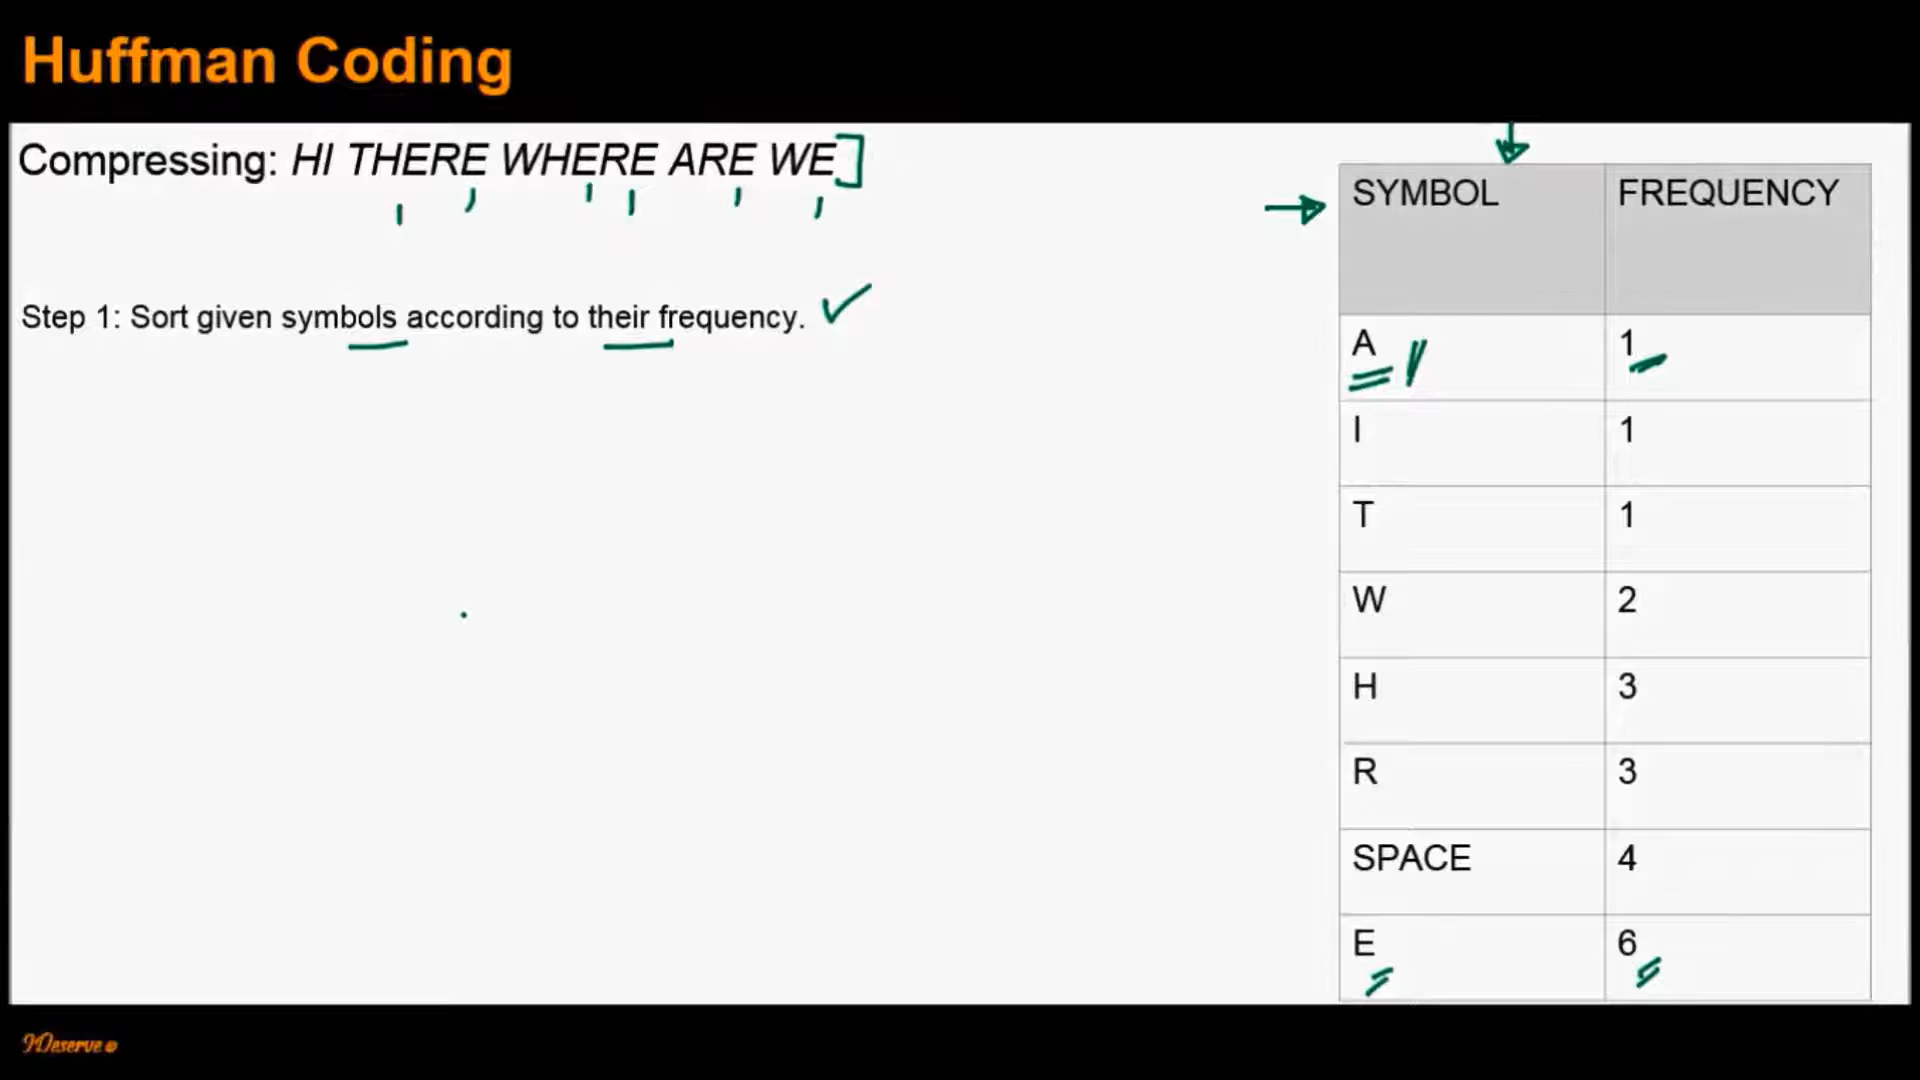 Huffman Coding
Compressing: HI THERE WHERE ARE WE
Step 1: Sort given symbols according to their frequency.
SYMBOL FREQUENCY
A 1
I 1
T 1
W 2
H 3
R 3
SPACE 4
E 6
9Deserve